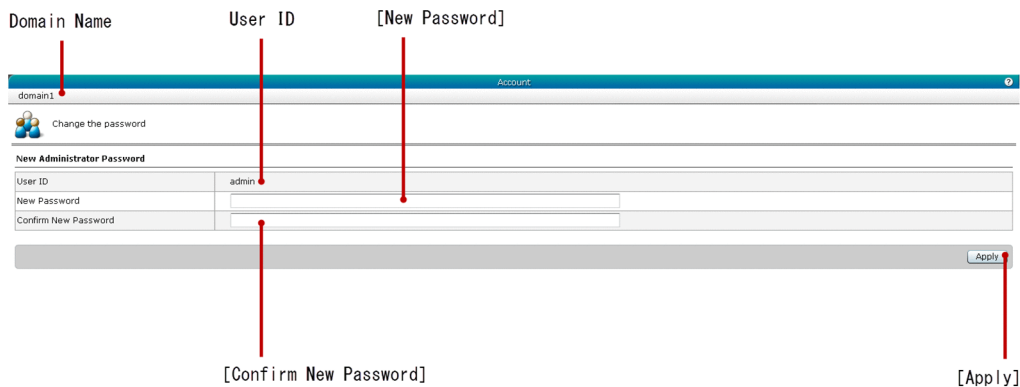 Domain Name User ID [New Password]
Account ?
domain1
Change the password
New Administrator Password
User ID admin
New Password
Confirm New Password
Apply
[Confirm New Password] [Apply]